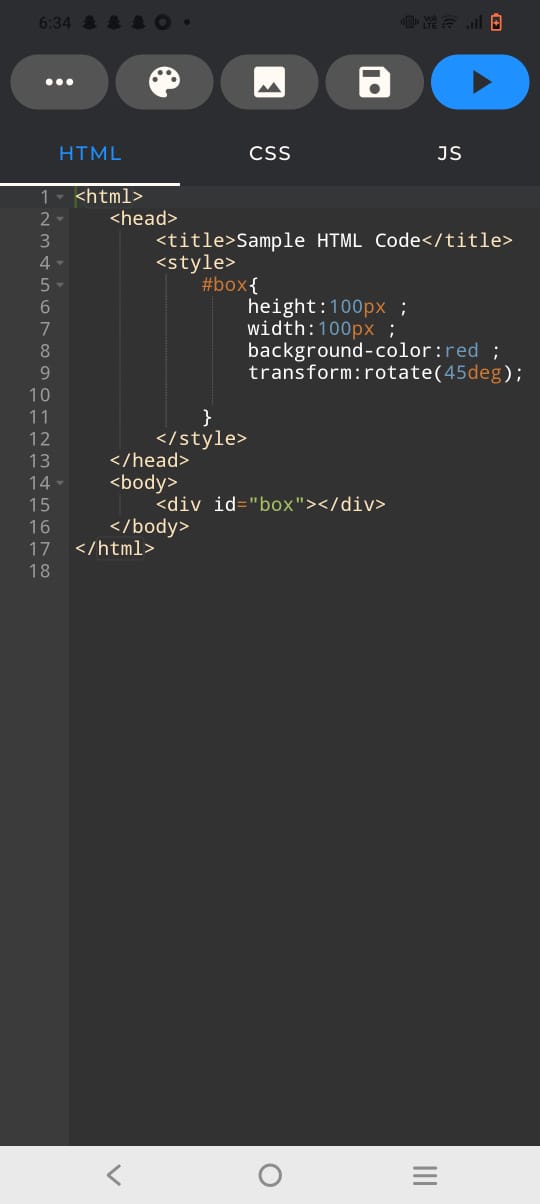 6:34
HTML CSS JS
1 <html>
2 <head>
3 <title>Sample HTML Code</title>
4 <style>
5 #box{
6 height:100px ;
7 width:100px ;
8 background-color:red ;
9 transform:rotate(45deg);
10
11 }
12 </style>
13 </head>
14 <body>
15 <div id="box"></div>
16 </body>
17 </html>
18